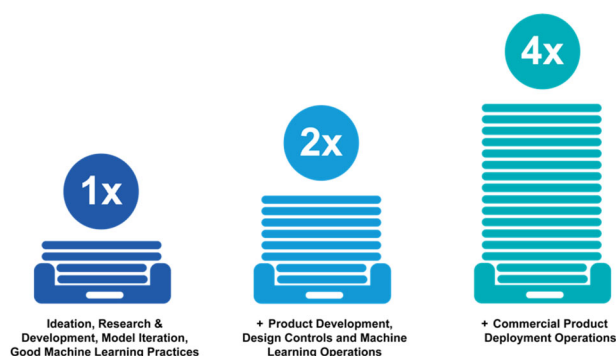 1x
Ideation, Research &
Development, Model Iteration,
Good Machine Learning Practices
2x
+ Product Development,
Design Controls and Machine
Learning Operations
4x
+ Commercial Product
Deployment Operations